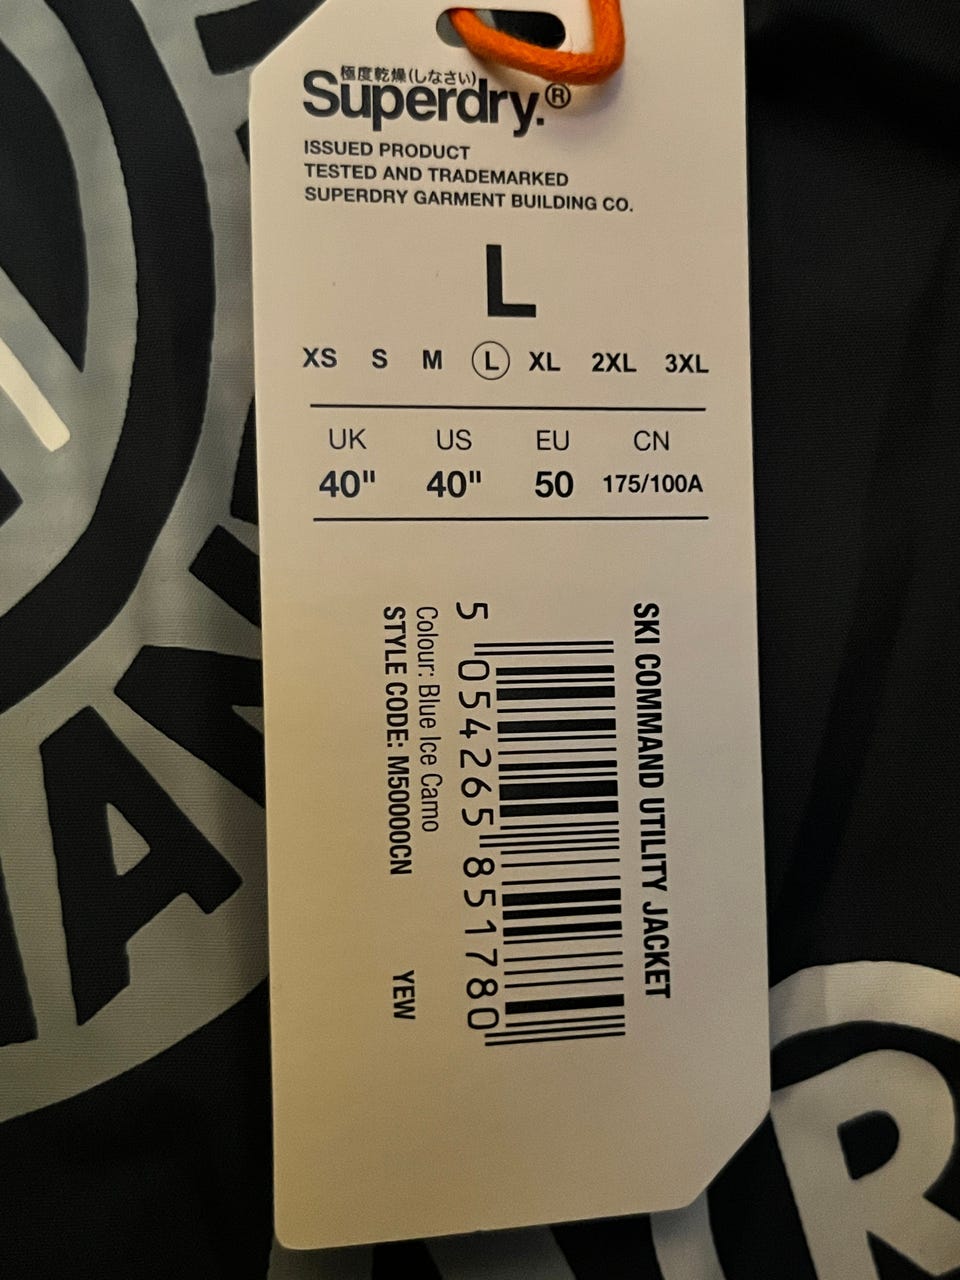 極度乾燥(しなさい)
Superdry.®
ISSUED PRODUCT
TESTED AND TRADEMARKED
SUPERDRY GARMENT BUILDING CO.
L
XS S M L XL 2XL 3XL
UK US EU CN
40" 40" 50 175/100A
SKI COMMAND UTILITY JACKET
5 054265 851780
Colour: Blue Ice Camo
STYLE CODE: M50000CN YEW
R